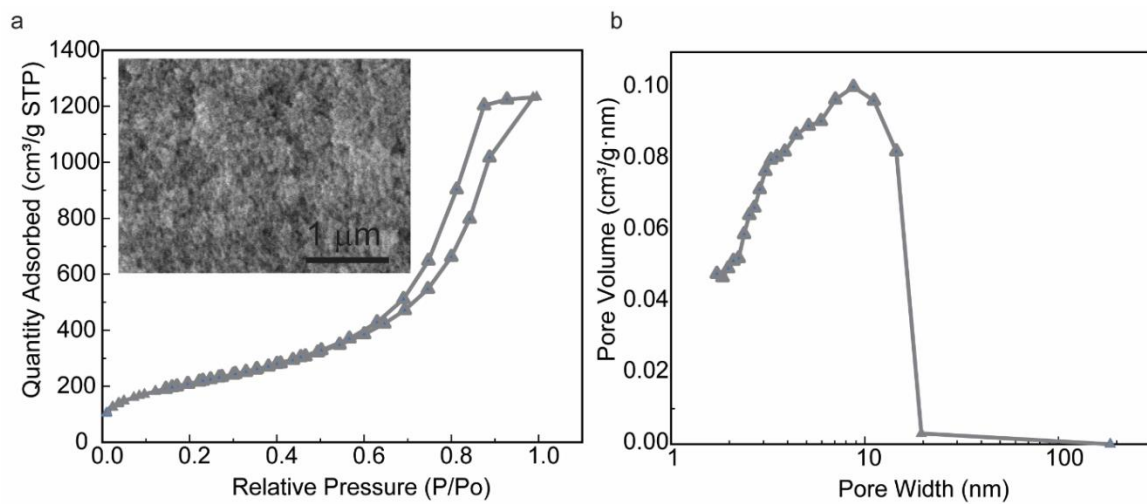 a
Quantity Adsorbed (cm³/g STP)
1400
1200
1000
800
600
400
200
0
0.0 0.2 0.4 0.6 0.8 1.0
Relative Pressure (P/Po)
1 μm
b
Pore Volume (cm³/g·nm)
0.10
0.08
0.06
0.04
0.02
0.00
1 10 100
Pore Width (nm)